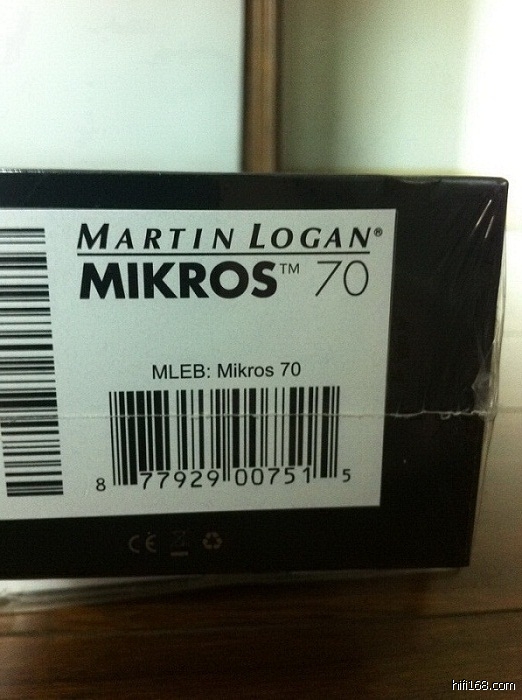 MARTIN LOGAN®
MIKROS™ 70
MLEB: Mikros 70
8 77929 00751 5
CE
hifi168.com